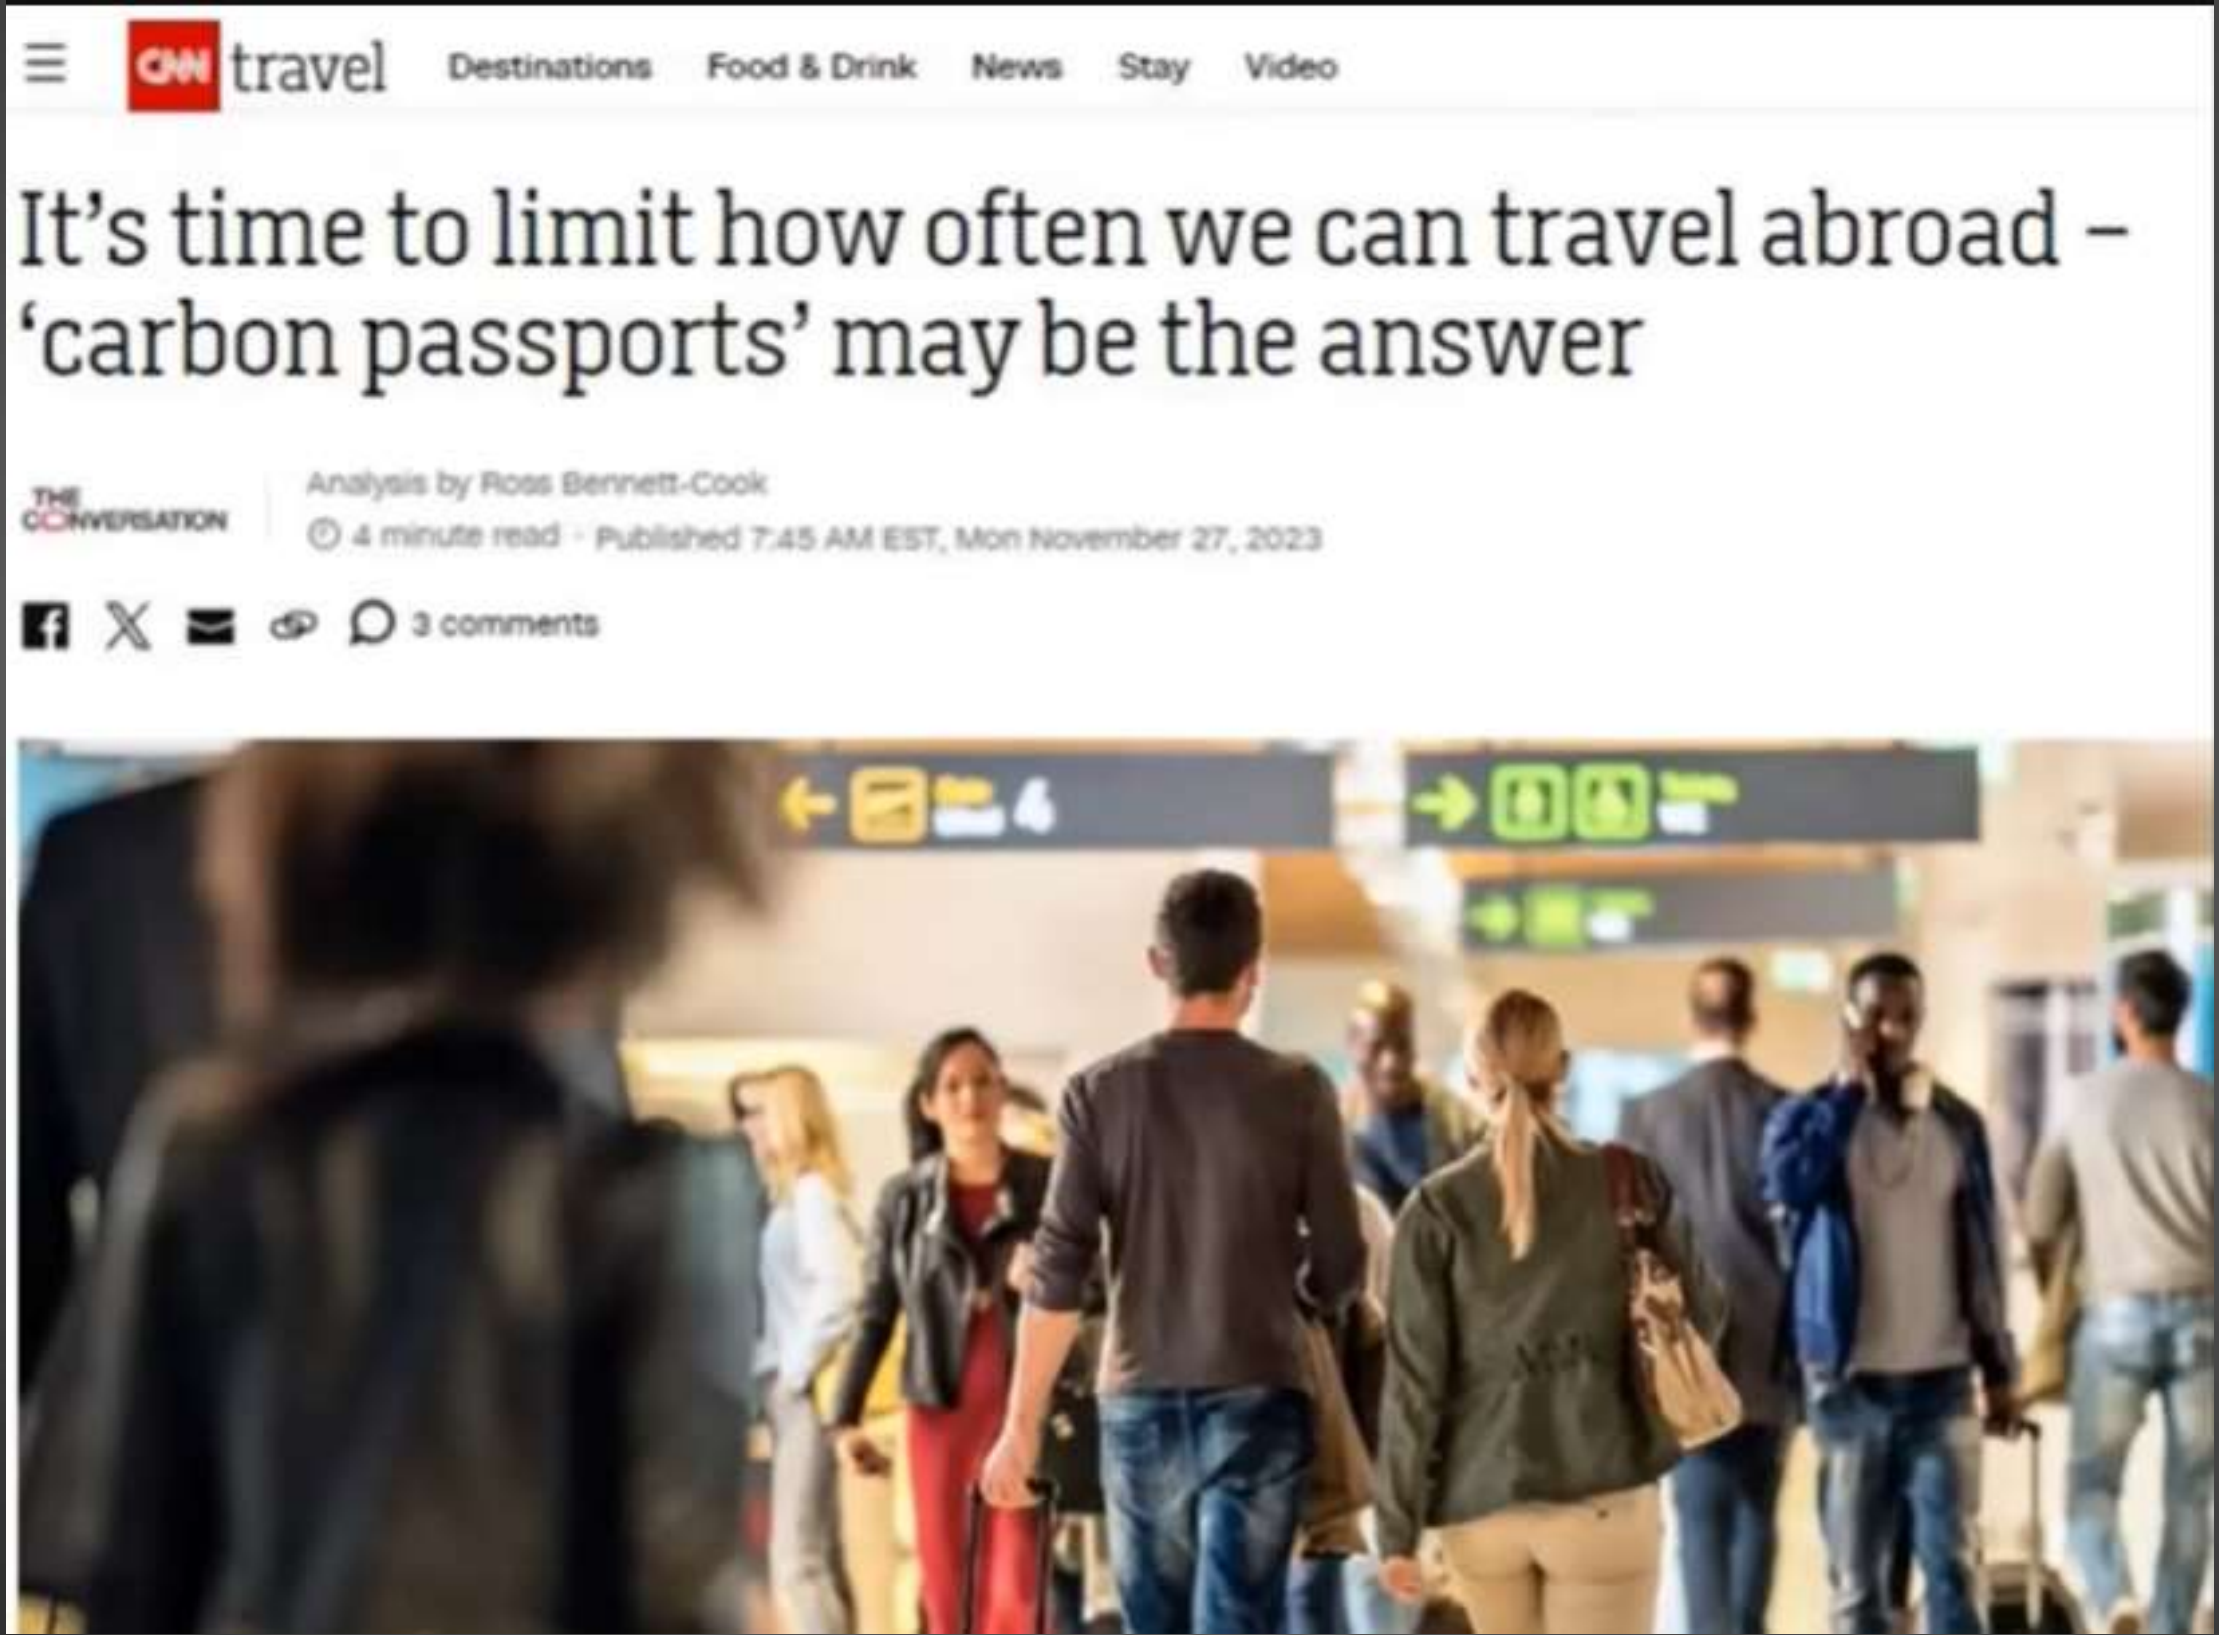 CNN travel Destinations Food & Drink News Stay Video
It’s time to limit how often we can travel abroad –
‘carbon passports’ may be the answer
THE
CONVERSATION
Analysis by Ross Bennett-Cook
4 minute read · Published 7:45 AM EST, Mon November 27, 2023
3 comments
4